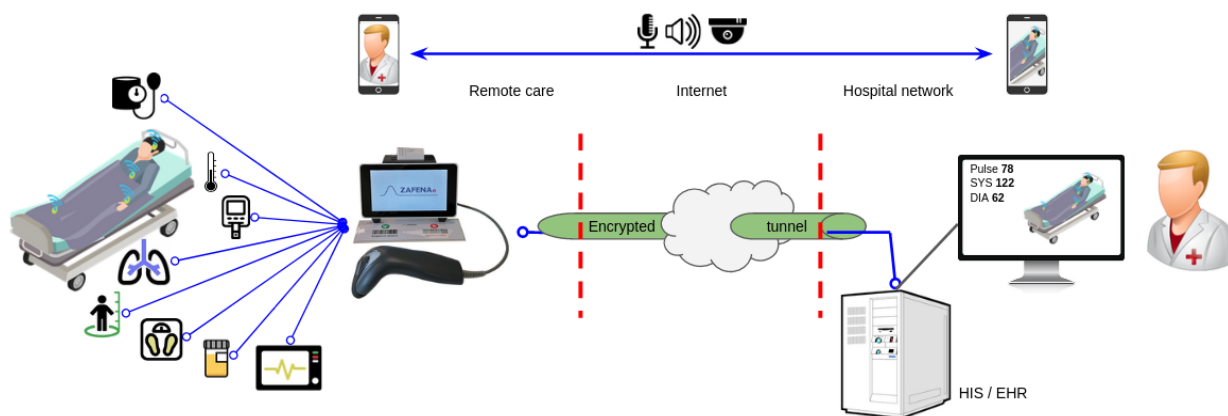 Remote care
Internet
Hospital network
Pulse 78
SYS 122
DIA 62
ZAFENA
Encrypted
tunnel
HIS / EHR